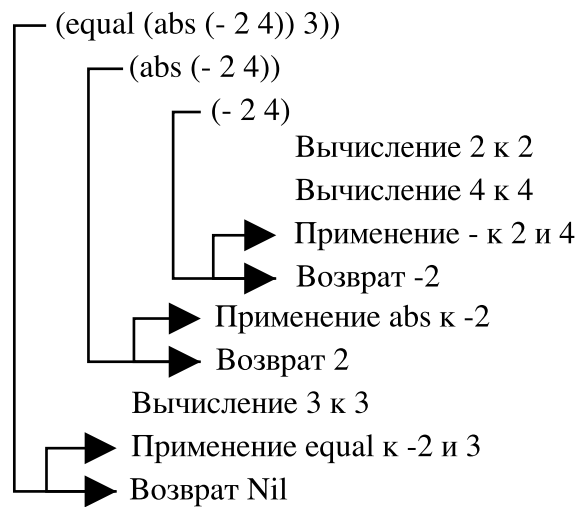 (equal (abs (- 2 4)) 3))
(abs (- 2 4))
(- 2 4)
Вычисление 2 к 2
Вычисление 4 к 4
Применение - к 2 и 4
Возврат -2
Применение abs к -2
Возврат 2
Вычисление 3 к 3
Применение equal к -2 и 3
Возврат Nil